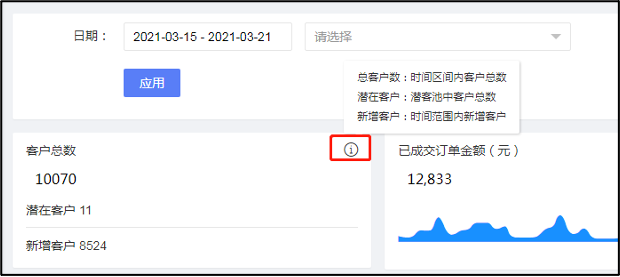 日期： 2021-03-15 - 2021-03-21 请选择
应用
总客户数：时间区间内客户总数
潜在客户：潜客池中客户总数
新增客户：时间范围内新增客户
客户总数
10070
潜在客户 11
新增客户 8524
已成交订单金额（元）
12,833